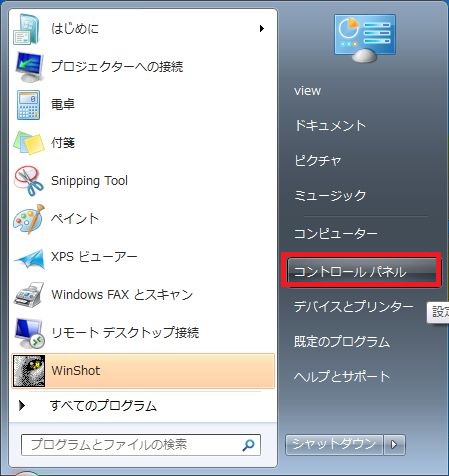 はじめに
プロジェクターへの接続
電卓
付箋
Snipping Tool
ペイント
XPS ビューアー
Windows FAX とスキャン
リモート デスクトップ接続
WinShot
すべてのプログラム
プログラムとファイルの検索
view
ドキュメント
ピクチャ
ミュージック
コンピューター
コントロール パネル
デバイスとプリンター
設定
既定のプログラム
ヘルプとサポート
シャットダウン